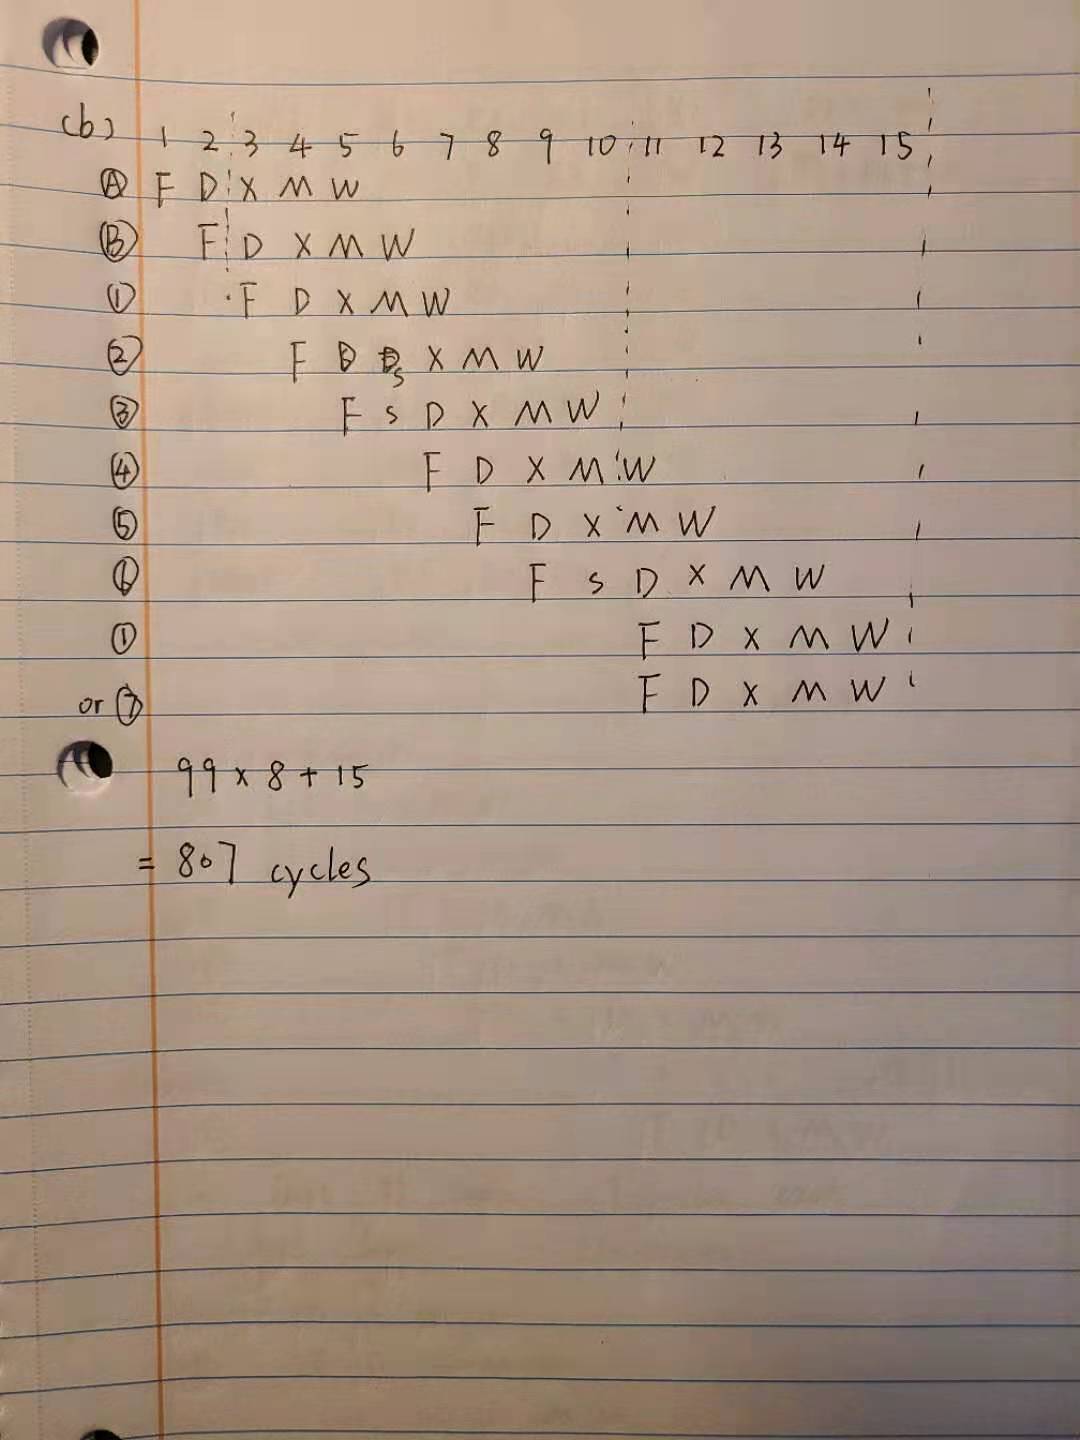 (b) 1 2 3 4 5 6 7 8 9 10 11 12 13 14 15
Ⓐ F D X M W
Ⓑ F D X M W
① F D X M W
② F D S X M W
③ F S D X M W
④ F D X M W
⑤ F D X M W
⑥ F S D X M W
① F D X M W
or ⑦ F D X M W
99 x 8 + 15
= 807 cycles